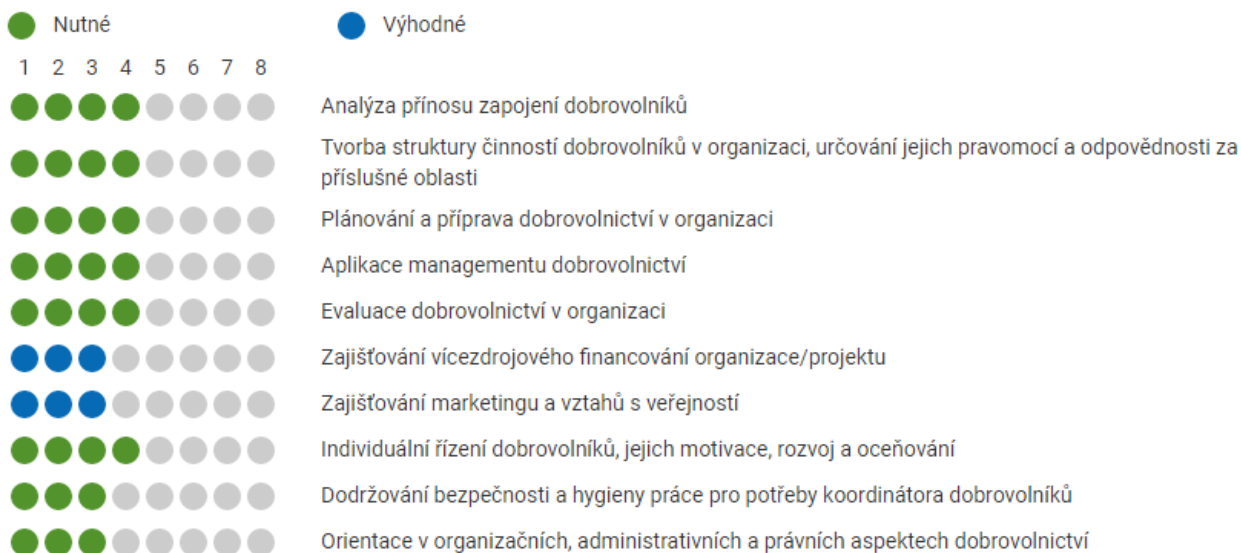 Nutné
Výhodné
1 2 3 4 5 6 7 8
Analýza přínosu zapojení dobrovolníků
Tvorba struktury činností dobrovolníků v organizaci, určování jejich pravomocí a odpovědnosti za
příslušné oblasti
Plánování a příprava dobrovolnictví v organizaci
Aplikace managementu dobrovolnictví
Evaluace dobrovolnictví v organizaci
Zajišťování vícezdrojového financování organizace/projektu
Zajišťování marketingu a vztahů s veřejností
Individuální řízení dobrovolníků, jejich motivace, rozvoj a oceňování
Dodržování bezpečnosti a hygieny práce pro potřeby koordinátora dobrovolníků
Orientace v organizačních, administrativních a právních aspektech dobrovolnictví